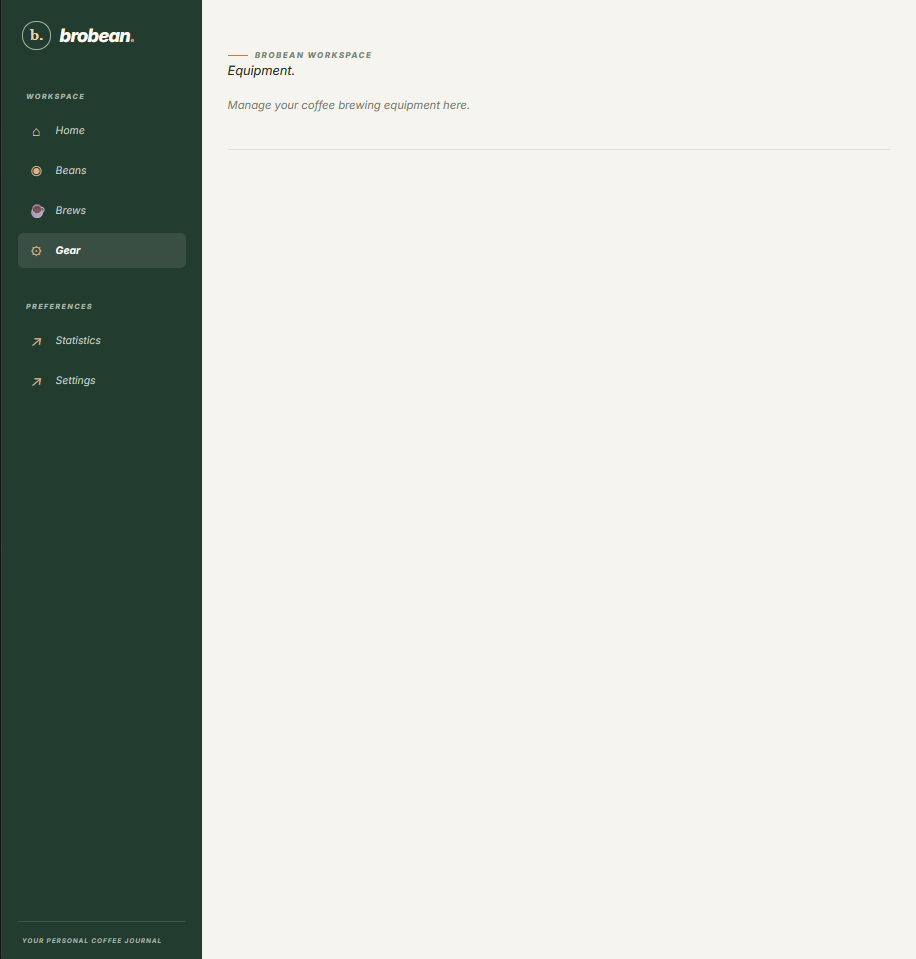 b. brobean.
WORKSPACE
Home
Beans
Brews
Gear
PREFERENCES
Statistics
Settings
YOUR PERSONAL COFFEE JOURNAL
BROBEAN WORKSPACE
Equipment.
Manage your coffee brewing equipment here.